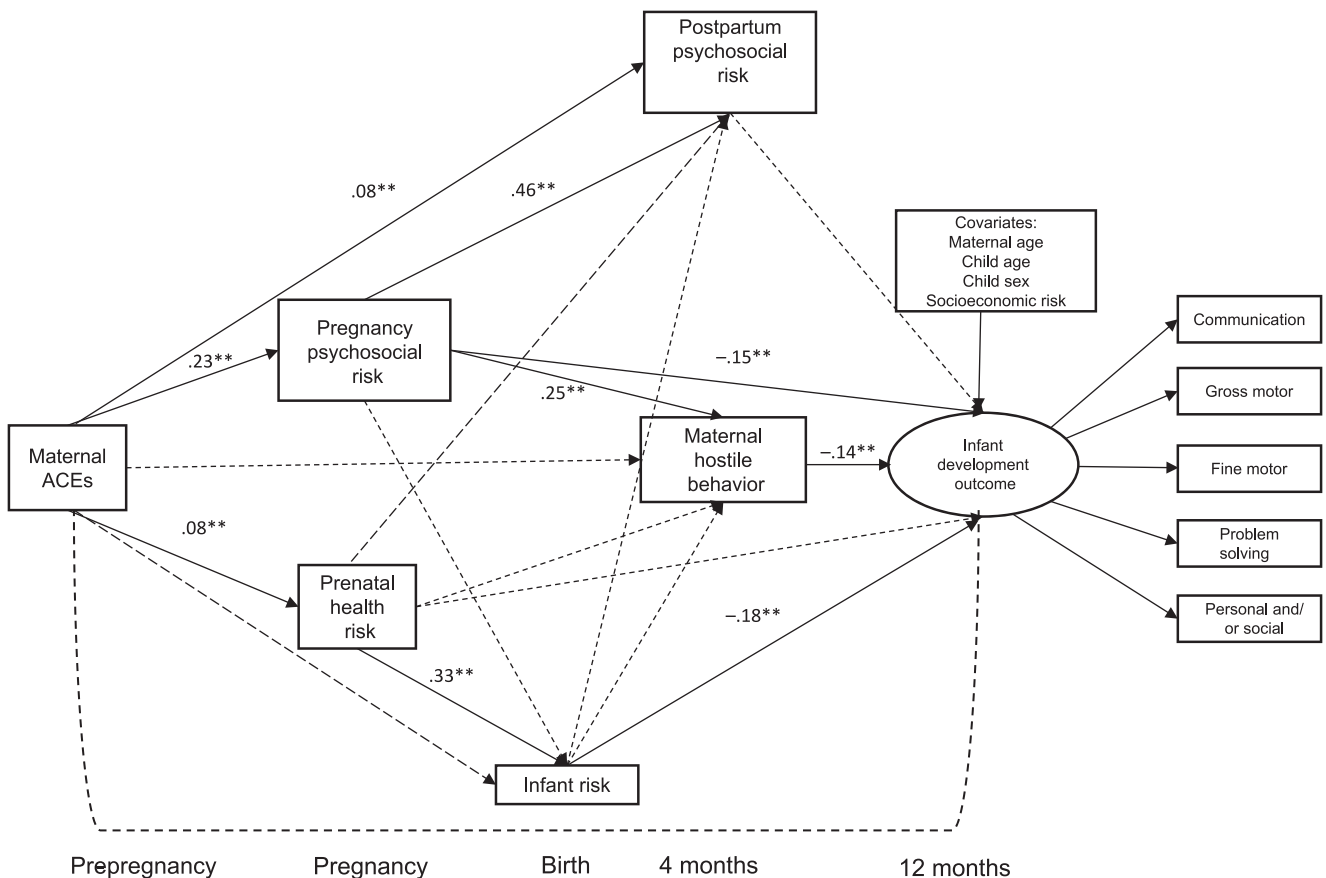 Postpartum
psychosocial
risk
.08**
.46**
Covariates:
Maternal age
Child age
Child sex
Socioeconomic risk
Pregnancy
psychosocial
risk
.23**
–.15**
.25**
Communication
Gross motor
Fine motor
Problem
solving
Personal and/
or social
Maternal
ACEs
Maternal
hostile
behavior
–.14**
Infant
development
outcome
.08**
Prenatal
health
risk
–.18**
.33**
Infant risk
Prepregnancy
Pregnancy
Birth
4 months
12 months